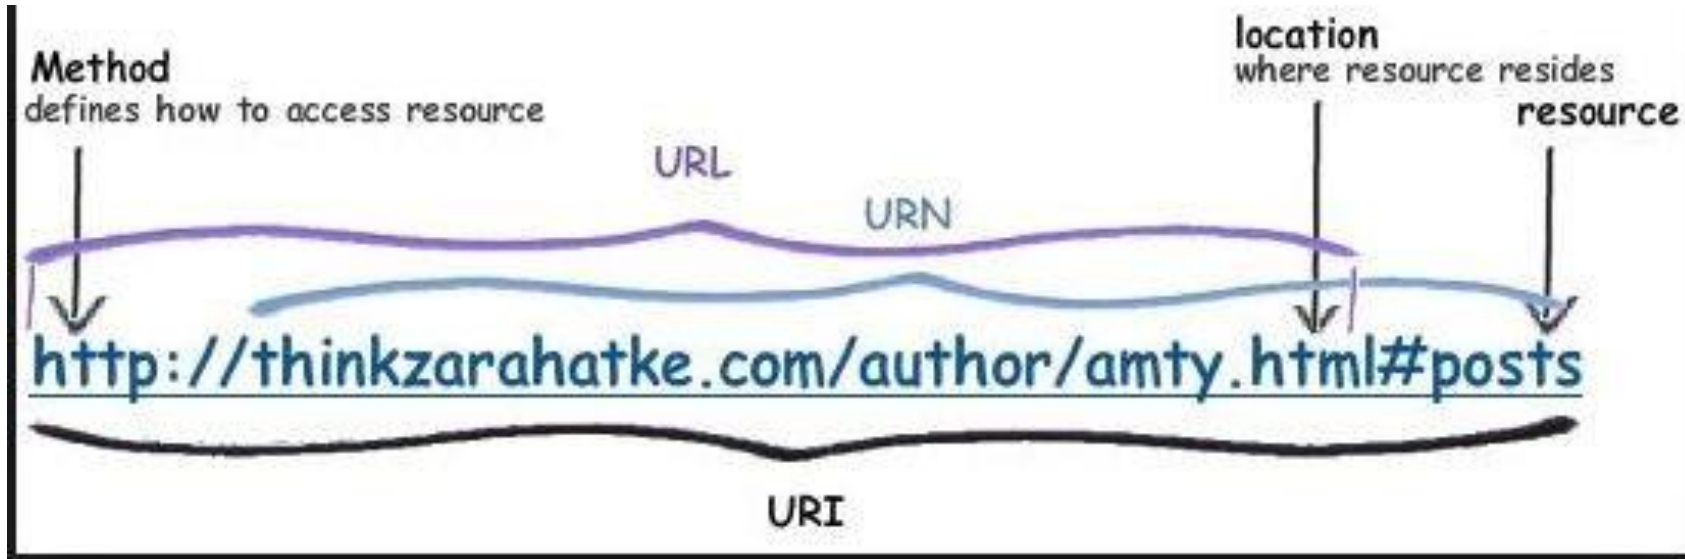 Method
defines how to access resource
location
where resource resides
resource
URL
URN
http://thinkzarahatke.com/author/amty.html#posts
URI